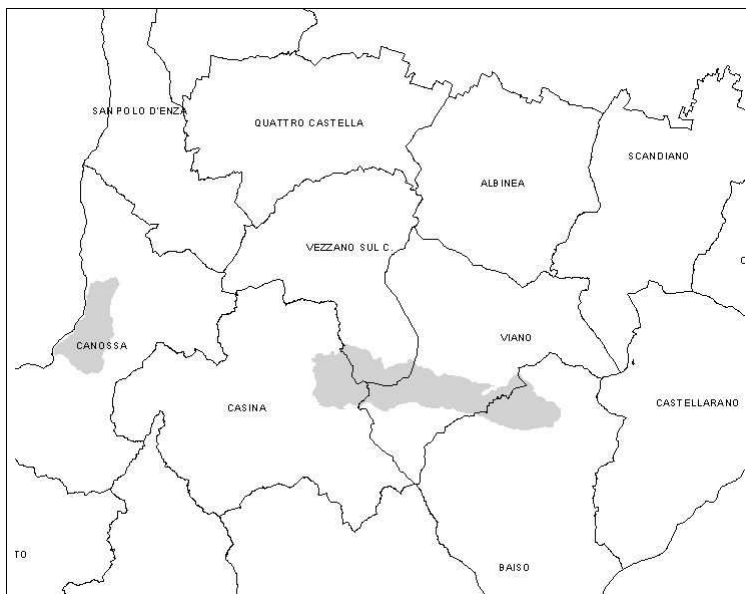 SAN POLO D'ENZA
QUATTRO CASTELLA
SCANDIANO
ALBINEA
VEZZANO SUL C.
C
VIANO
CANOSSA
CASTELLARANO
CASINA
TO
BAISO